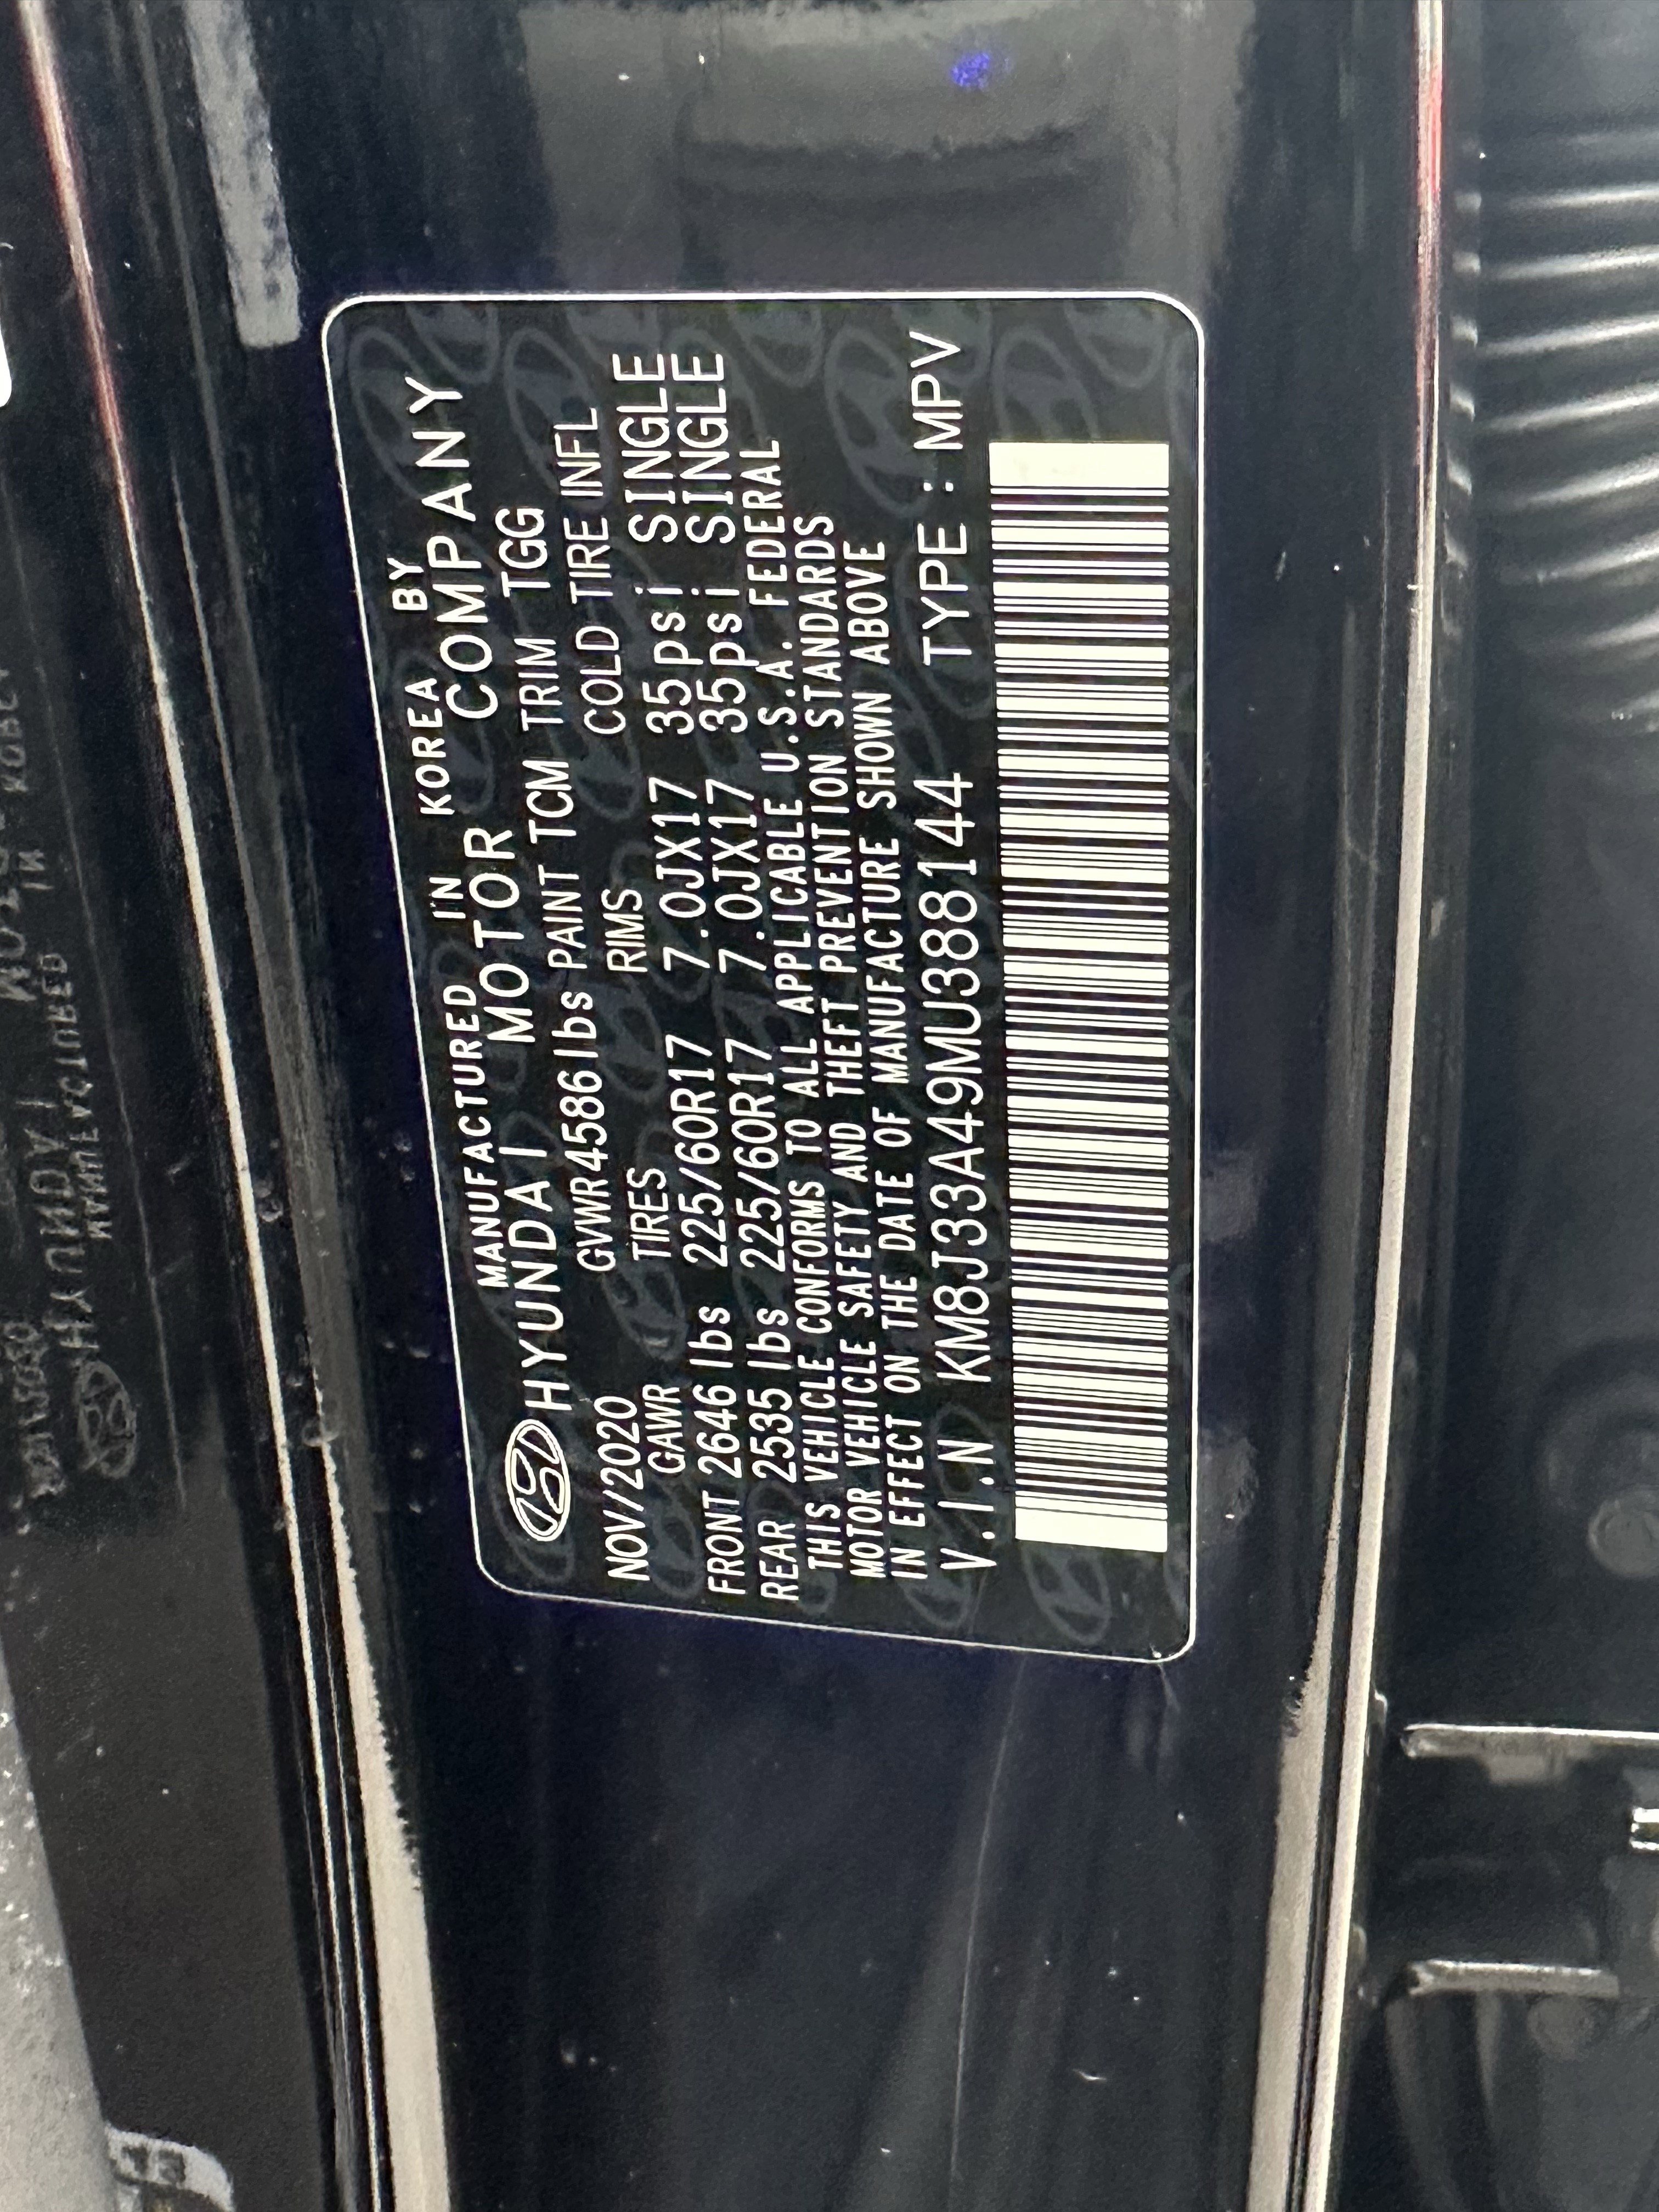 MANUFACTURED IN KOREA BY
HYUNDAI MOTOR COMPANY
NOV/2020 GVWR4586lbs PAINT TCM TRIM TGG
GAWR TIRES RIMS COLD TIRE INFL
FRONT 2646 lbs 225/60R17 7.0JX17 35psi SINGLE
REAR 2535 lbs 225/60R17 7.0JX17 35psi SINGLE
THIS VEHICLE CONFORMS TO ALL APPLICABLE U.S.A. FEDERAL
MOTOR VEHICLE SAFETY AND THEFT PREVENTION STANDARDS
IN EFFECT ON THE DATE OF MANUFACTURE SHOWN ABOVE
V.I.N KM8J33A49MU388144 TYPE : MPV